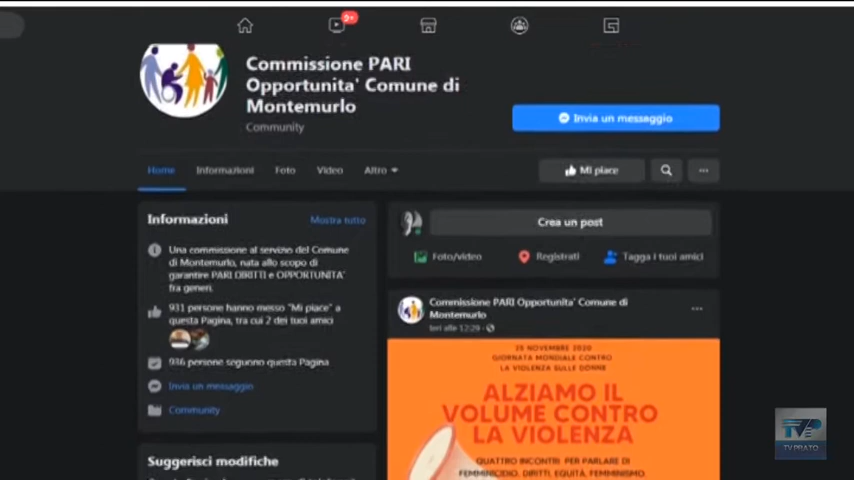 9+
Commissione PARI
Opportunita' Comune di
Montemurlo
Community
Invia un messaggio
Home Informazioni Foto Video Altro
Mi piace
Informazioni Mostra tutto
Una commissione al servizio del Comune
di Montemurlo, nata allo scopo di
garantire PARI DIRITTI e OPPORTUNITA'
fra generi.
931 persone hanno messo "Mi piace" a
questa Pagina, tra cui 2 dei tuoi amici
936 persone seguono questa Pagina
Invia un messaggio
Community
Suggerisci modifiche
Crea un post
Foto/video Registrati Tagga i tuoi amici
Commissione PARI Opportunita' Comune di
Montemurlo
Ieri alle 12:29
25 NOVEMBRE 2020
GIORNATA MONDIALE CONTRO
LA VIOLENZA SULLE DONNE
ALZIAMO IL
VOLUME CONTRO
LA VIOLENZA
QUATTRO INCONTRI PER PARLARE DI
FEMMINICIDIO, DIRITTI, EQUITÀ, FEMMINISMO.
TVP
TV PRATO